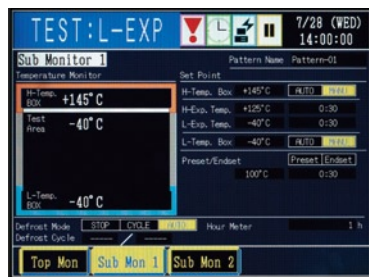 TEST:L-EXP
7/28 (WED)
14:00:00
Sub Monitor 1
Pattern Name Pattern-01
Temperature Monitor
Set Point
H-Temp. BOX +145°C
Test Area -40°C
L-Temp. BOX -40°C
H-Temp. Box +145°C AUTO MANU
H-Exp. Temp. +125°C 0:30
L-Exp. Temp. -40°C 0:30
L-Temp. Box -40°C AUTO MANU
Preset/Endset Preset Endset
100°C 0:30
Defrost Mode STOP CYCLE AUTO Hour Meter 1 h
Defrost Cycle ---- / ----
Top Mon Sub Mon 1 Sub Mon 2